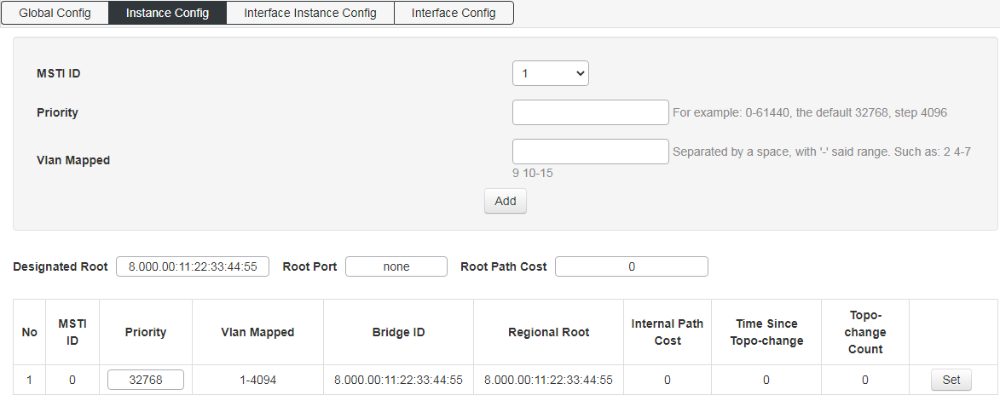 Global Config Instance Config Interface Instance Config Interface Config
MSTI ID 1
Priority For example: 0-61440, the default 32768, step 4096
Vlan Mapped Separated by a space, with '-' said range. Such as: 2 4-7
9 10-15
Add
Designated Root 8.000.00:11:22:33:44:55 Root Port none Root Path Cost 0
No MSTI ID Priority Vlan Mapped Bridge ID Regional Root Internal Path Cost Time Since Topo-change Topo-change Count
1 0 32768 1-4094 8.000.00:11:22:33:44:55 8.000.00:11:22:33:44:55 0 0 0 Set